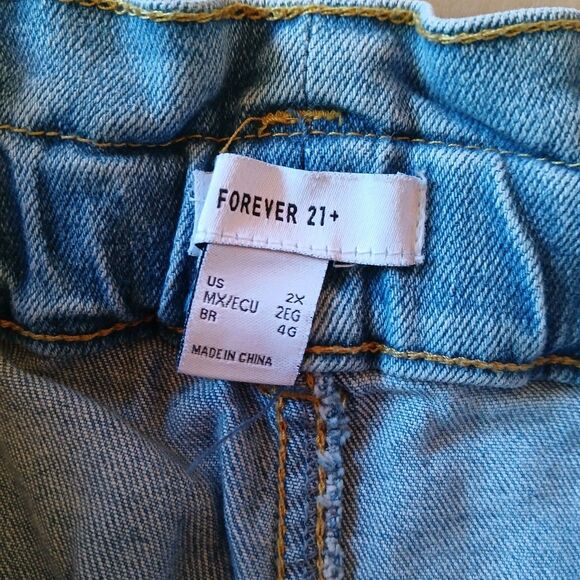 FOREVER 21+
US 2X
MX/ECU 2EG
BR 4G
MADE IN CHINA